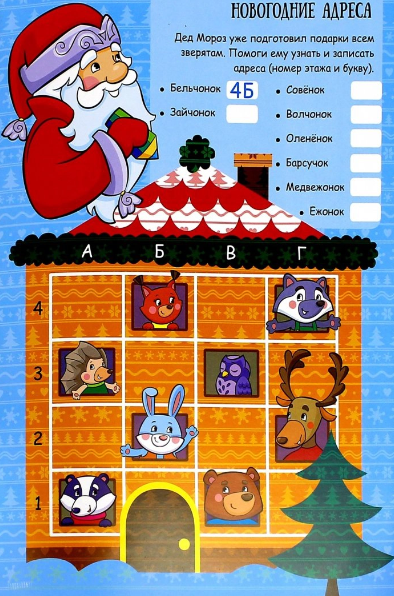 НОВОГОДНИЕ АДРЕСА
Дед Мороз уже подготовил подарки всем
зверятам. Помоги ему узнать и записать
адреса (номер этажа и букву).
• Бельчонок 4Б
• Зайчонок
• Совёнок
• Волчонок
• Оленёнок
• Барсучок
• Медвежонок
• Ёжонок
А Б В Г
4
3
2
1